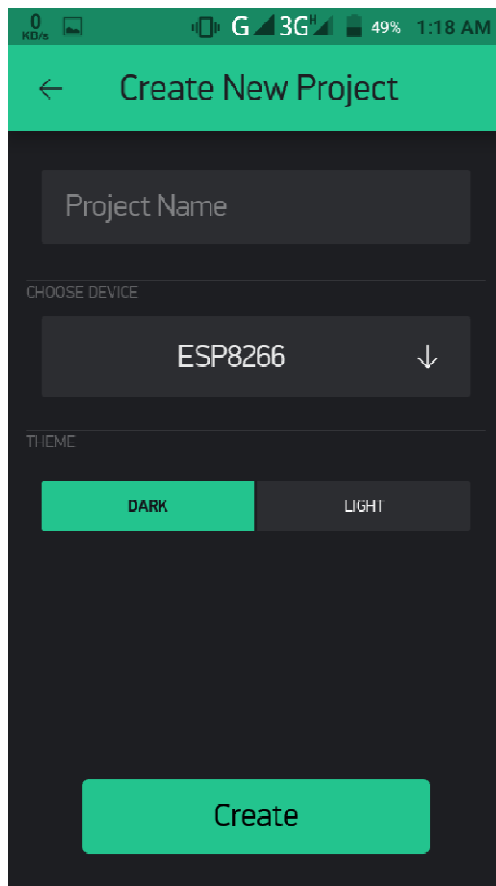 0
KB/s G 3G H 49% 1:18 AM
Create New Project
Project Name
CHOOSE DEVICE
ESP8266
THEME
DARK LIGHT
Create